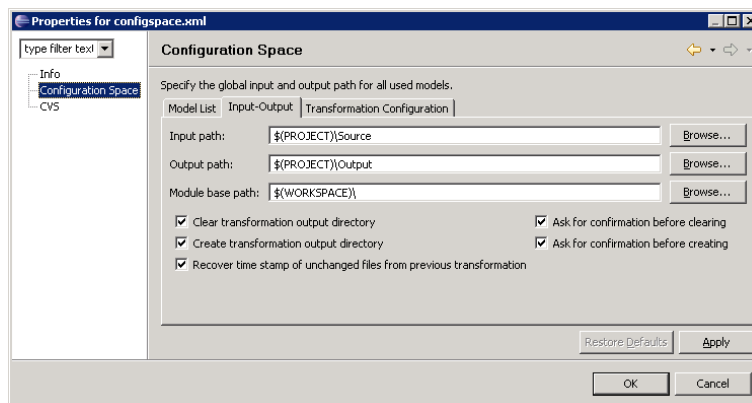 Properties for configspace.xml
type filter text
Configuration Space
Info
Configuration Space
CVS
Specify the global input and output path for all used models.
Model List Input-Output Transformation Configuration
Input path: $(PROJECT)\Source Browse...
Output path: $(PROJECT)\Output Browse...
Module base path: $(WORKSPACE)\ Browse...
Clear transformation output directory Ask for confirmation before clearing
Create transformation output directory Ask for confirmation before creating
Recover time stamp of unchanged files from previous transformation
Restore Defaults Apply
OK Cancel